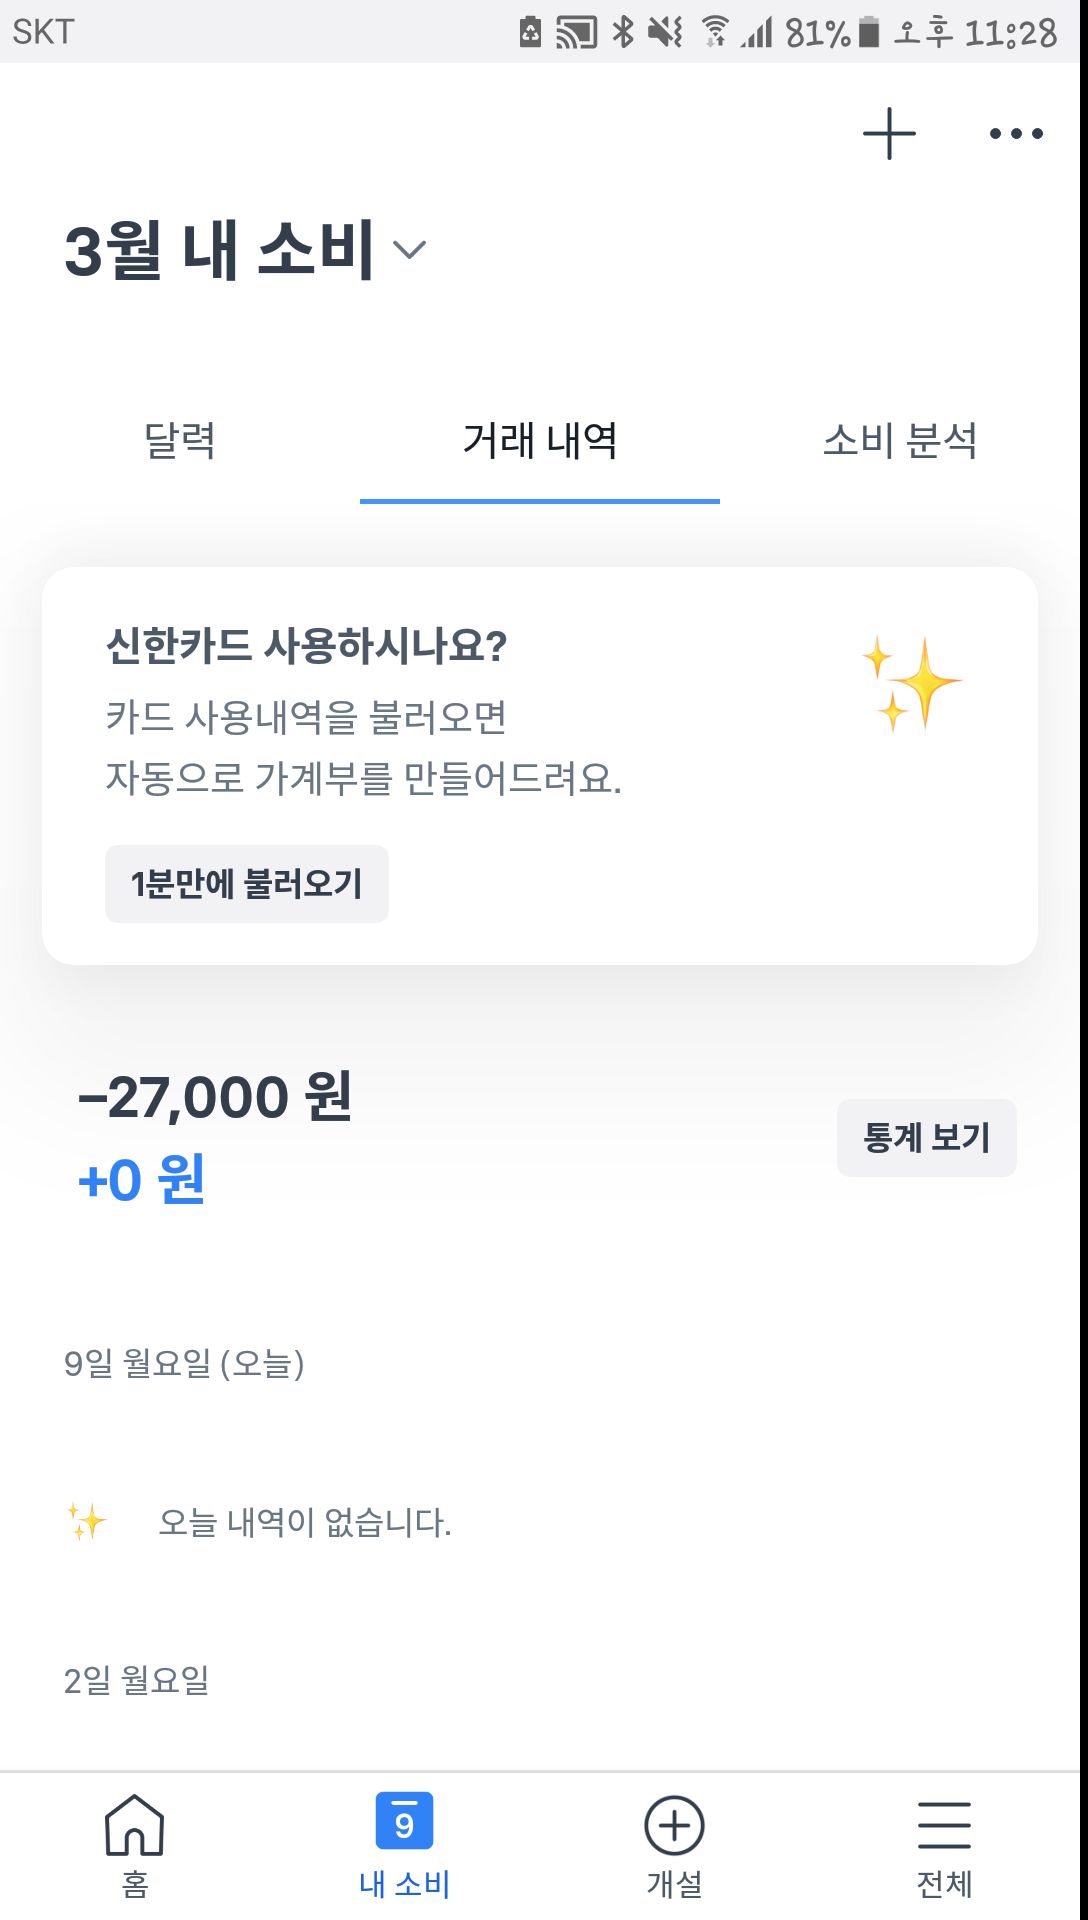 SKT 81% 오후 11:28
3월 내 소비
달력 거래 내역 소비 분석
신한카드 사용하시나요?
카드 사용내역을 불러오면
자동으로 가계부를 만들어드려요.
1분만에 불러오기
−27,000 원
+0 원
통계 보기
9일 월요일 (오늘)
오늘 내역이 없습니다.
2일 월요일
9
홈 내 소비 개설 전체